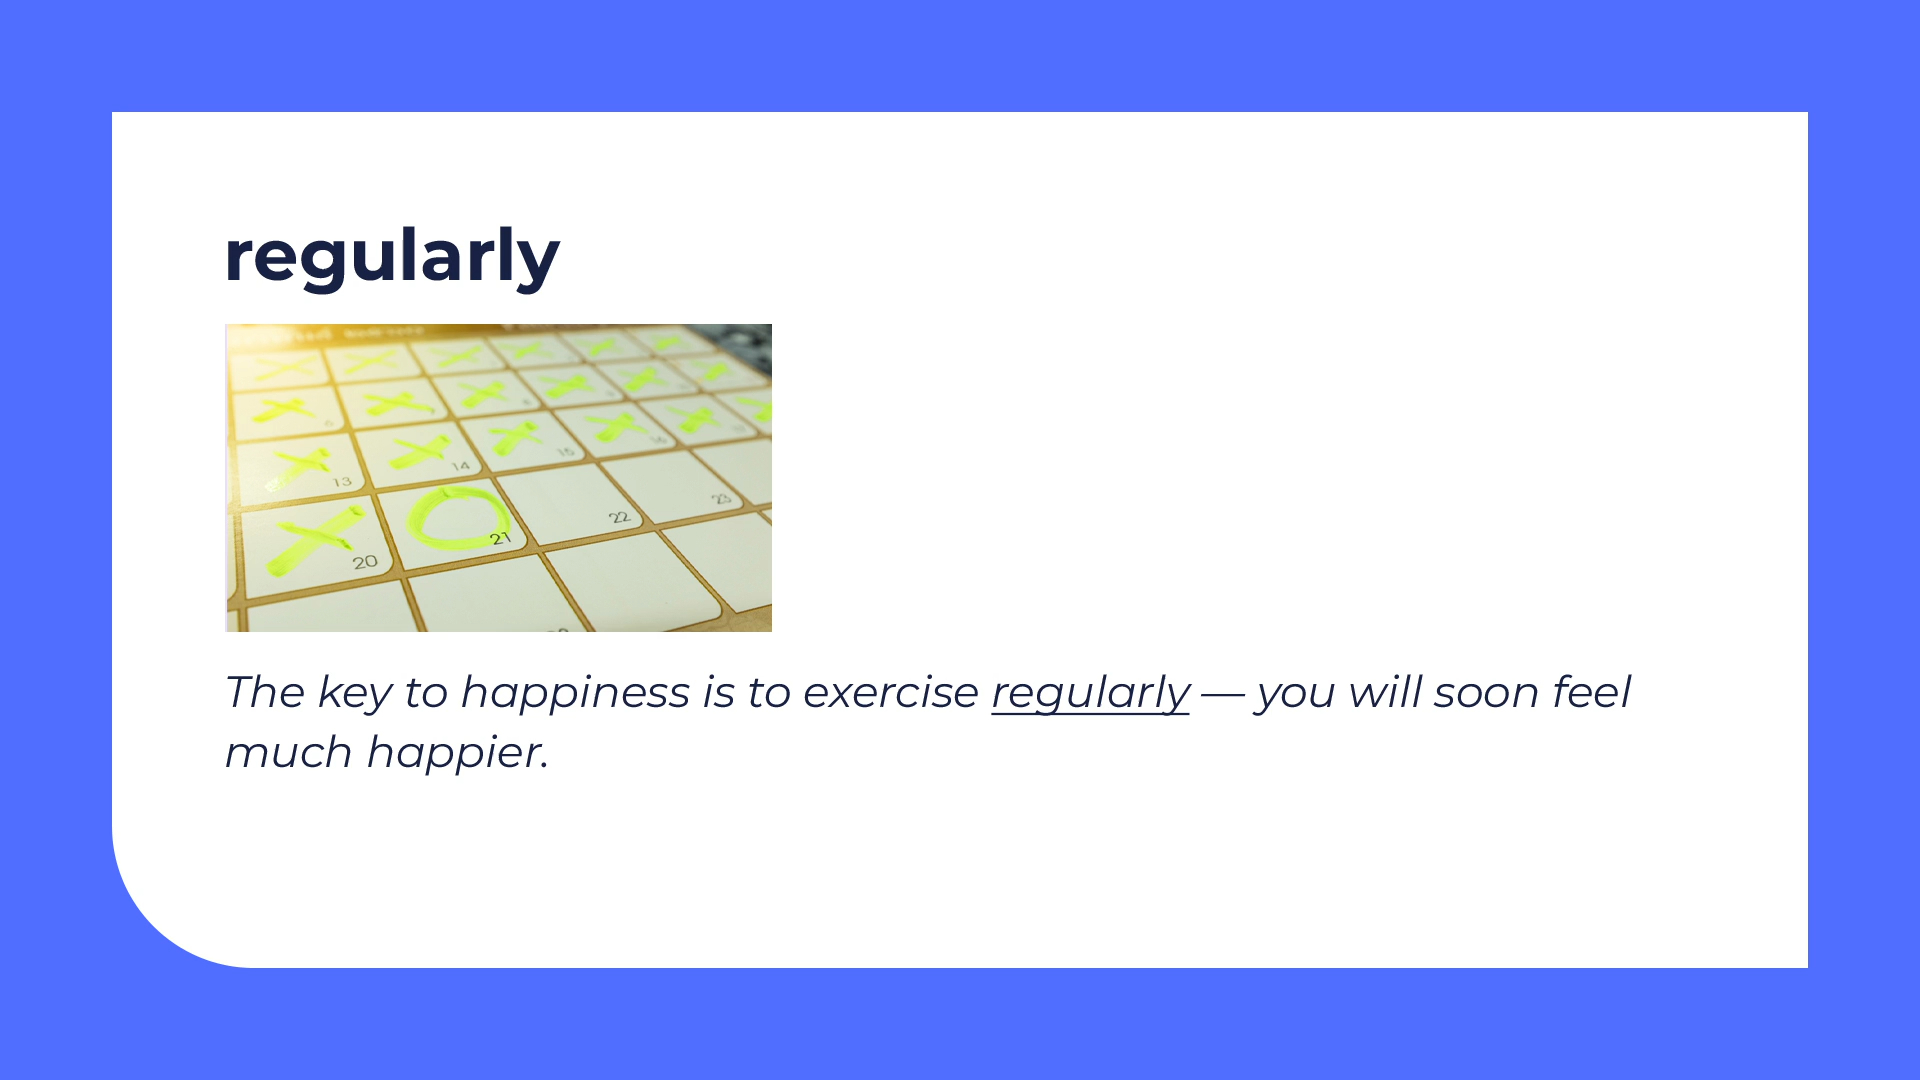 regularly
13
14
15
16
20
21
22
23
The key to happiness is to exercise regularly — you will soon feel
much happier.